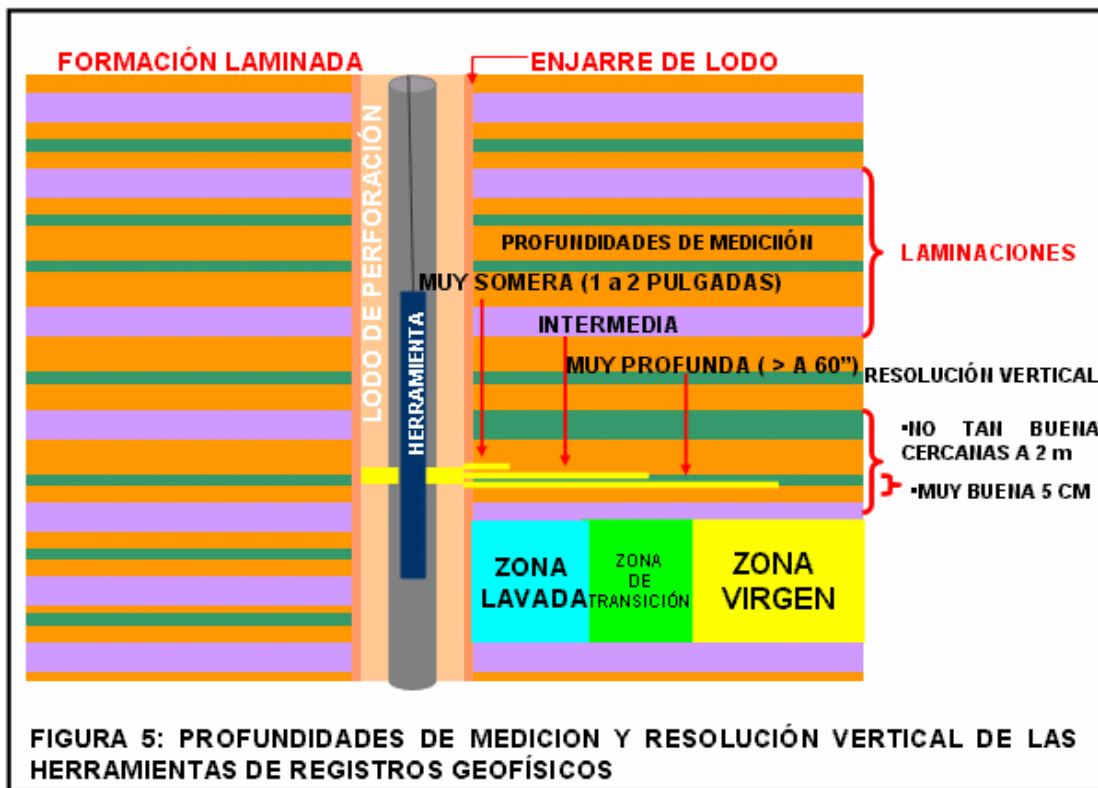 FORMACIÓN LAMINADA
ENJARRE DE LODO
LODO DE PERFORACIÓN
HERRAMIENTA
PROFUNDIDADES DE MEDICIIÓN
MUY SOMERA (1 a 2 PULGADAS)
INTERMEDIA
MUY PROFUNDA ( > A 60”)
LAMINACIONES
RESOLUCIÓN VERTICAL
•NO TAN BUENA
CERCANAS A 2 m
•MUY BUENA 5 CM
ZONA
LAVADA
ZONA
DE
TRANSICIÓN
ZONA
VIRGEN
FIGURA 5: PROFUNDIDADES DE MEDICION Y RESOLUCIÓN VERTICAL DE LAS
HERRAMIENTAS DE REGISTROS GEOFÍSICOS